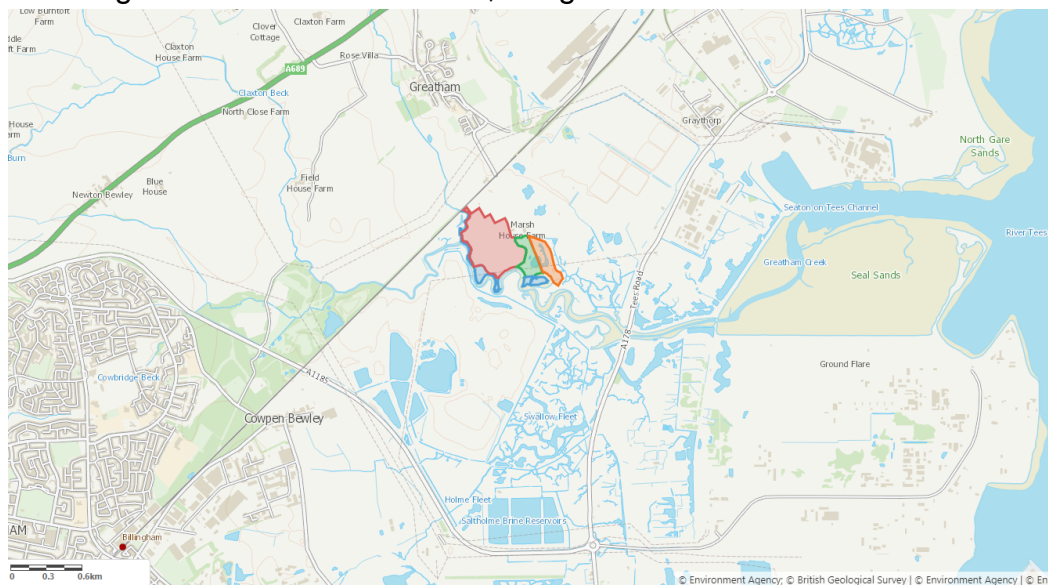 Low Burntoft
Farm
Clover
Cottage
Claxton Farm
Claxton
House Farm
Rose Villa
A689
Greatham
Claxton Beck
North Close Farm
Graythorp
House
Burn
North Gare
Sands
Blue
House
Field
House Farm
Newton Bewley
Seaton on Tees Channel
Marsh
House Farm
River Tees
Greatham Creek
Seal Sands
A178
Tees Road
Ground Flare
A1185
Cowbridge Beck
Cowpen Bewley
Swallow Fleet
Holme Fleet
Saltholme Brine Reservoirs
Billingham
0 0.3 0.6km
© Environment Agency; © British Geological Survey | © Environment Agency | © Er